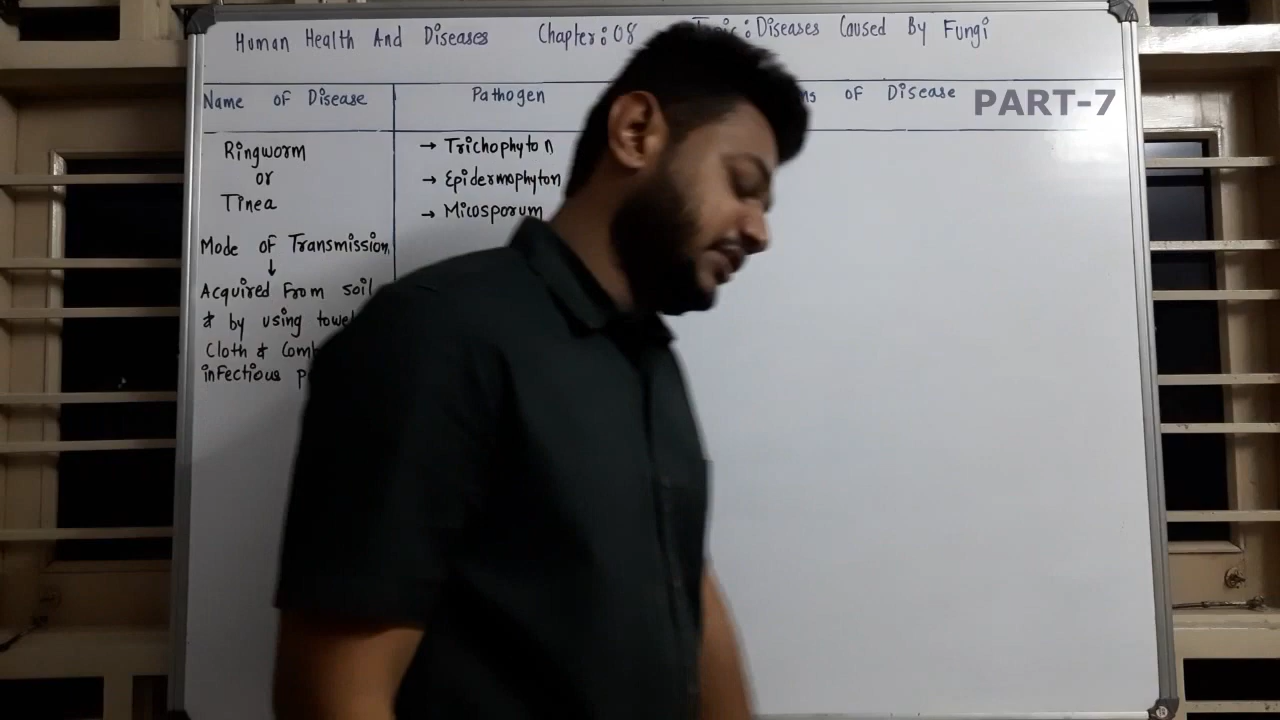 Human Health And Diseases Chapter: 08 Topic: Diseases Caused By Fungi
Name of Disease Pathogen of Disease PART-7
Ringworm
or
Tinea
→ Trichophyton
→ Epidermophyton
→ Micosporum
Mode of Transmission
↓
Acquired From soil
& by using
Cloth &
infectious